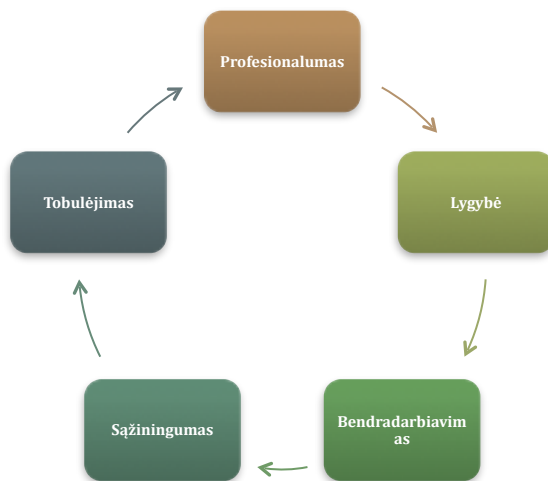 Profesionalumas
Lygybė
Bendradarbiavim
as
Sąžiningumas
Tobulėjimas